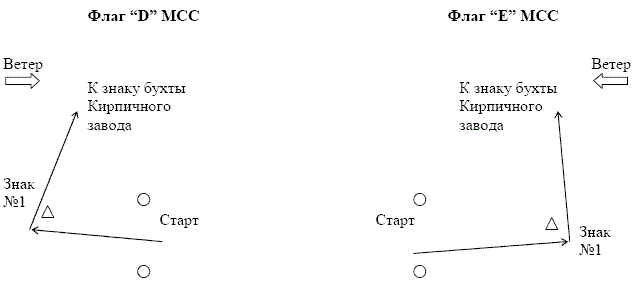 Флаг “D” МСС
Ветер
К знаку бухты
Кирпичного
завода
Знак
№1
Старт
Флаг “E” МСС
Ветер
К знаку бухты
Кирпичного
завода
Старт
Знак
№1